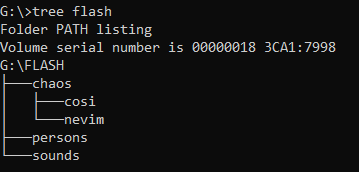 G:\>tree flash
Folder PATH listing
Volume serial number is 00000018 3CA1:7998
G:\FLASH
├───chaos
│   ├───cosi
│   └───nevim
├───persons
└───sounds